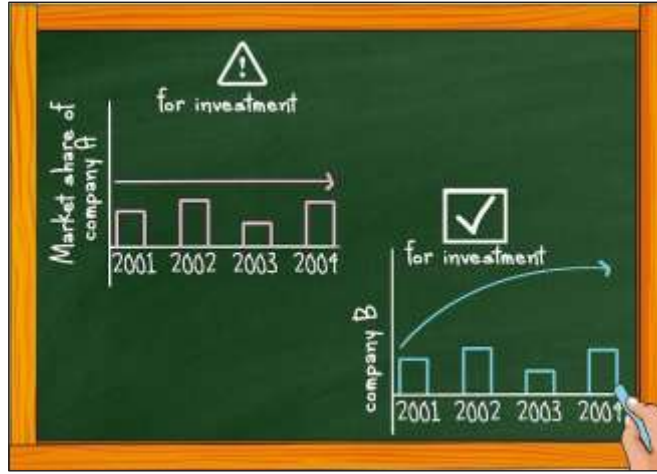 !
for investment
Market share of
company A
2001 2002 2003 2004
for investment
company B
2001 2002 2003 2004